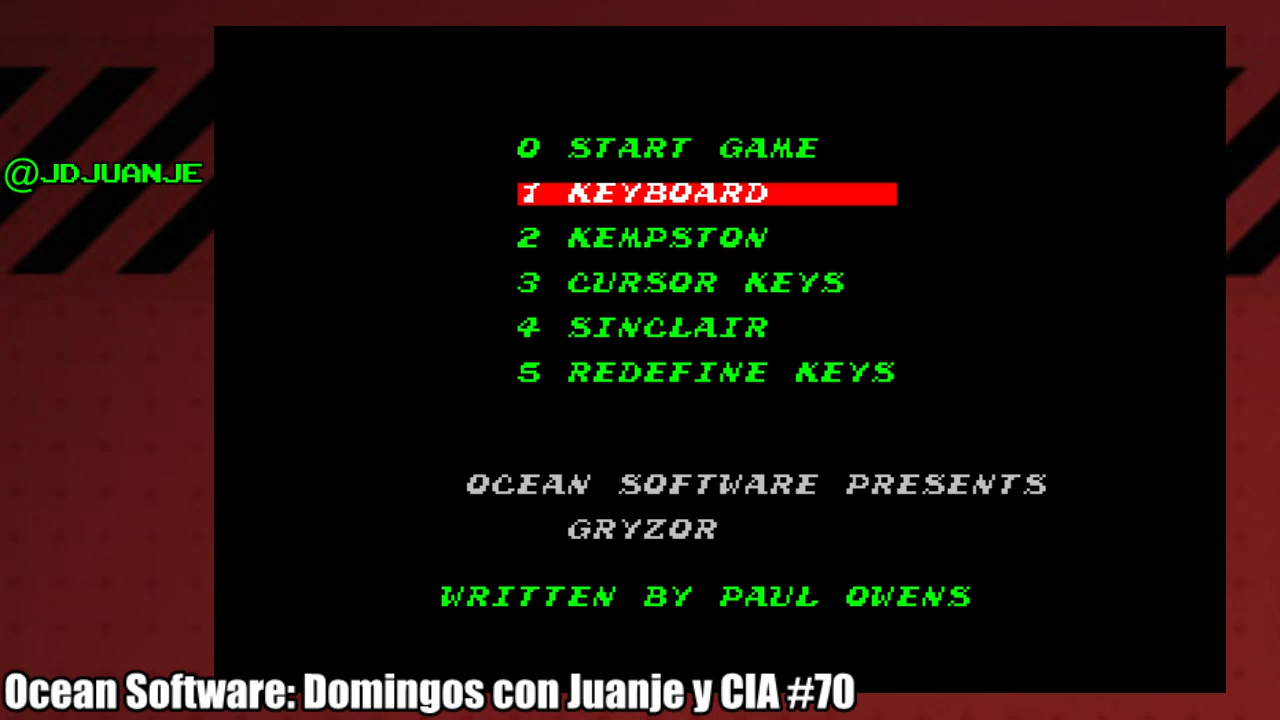 @JDJUANJE
0 START GAME
1 KEYBOARD
2 KEMPSTON
3 CURSOR KEYS
4 SINCLAIR
5 REDEFINE KEYS
OCEAN SOFTWARE PRESENTS
GRYZOR
WRITTEN BY PAUL OWENS
Ocean Software: Domingos con Juanje y CIA #70